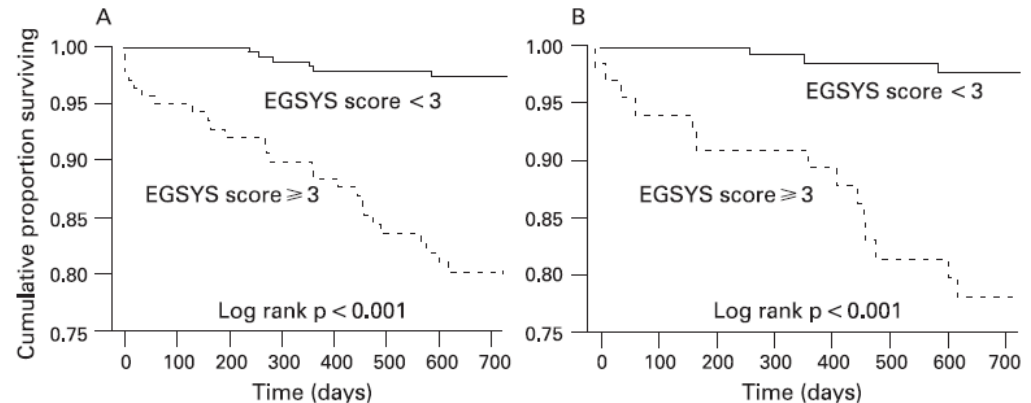 A
Cumulative proportion surviving
1.00
0.95
0.90
0.85
0.80
0.75
EGSYS score < 3
EGSYS score ⩾ 3
Log rank p < 0.001
0 100 200 300 400 500 600 700
Time (days)
B
1.00
0.95
0.90
0.85
0.80
0.75
EGSYS score < 3
EGSYS score ⩾ 3
Log rank p < 0.001
0 100 200 300 400 500 600 700
Time (days)